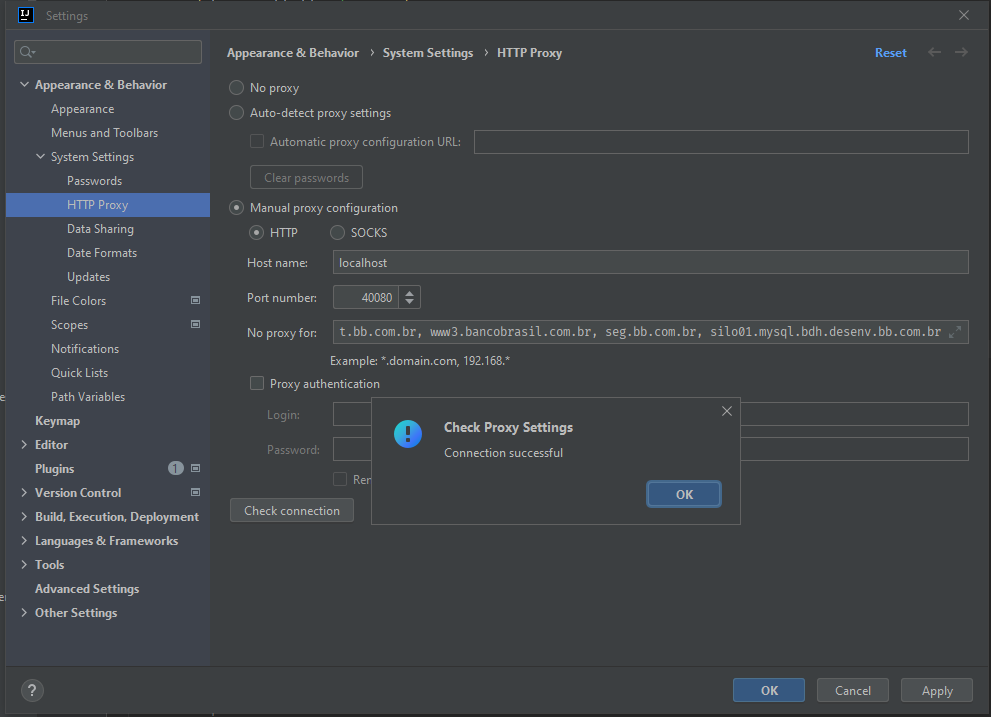 Settings
Appearance & Behavior › System Settings › HTTP Proxy
Reset
Appearance & Behavior
Appearance
Menus and Toolbars
System Settings
Passwords
HTTP Proxy
Data Sharing
Date Formats
Updates
File Colors
Scopes
Notifications
Quick Lists
Path Variables
Keymap
Editor
Plugins 1
Version Control
Build, Execution, Deployment
Languages & Frameworks
Tools
Advanced Settings
Other Settings
No proxy
Auto-detect proxy settings
Automatic proxy configuration URL:
Clear passwords
Manual proxy configuration
HTTP SOCKS
Host name: localhost
Port number: 40080
No proxy for: t.bb.com.br, www3.bancobrasil.com.br, seg.bb.com.br, silo01.mysql.bdh.desenv.bb.com.br
Example: *.domain.com, 192.168.*
Proxy authentication
Login:
Password:
Check connection
Check Proxy Settings
Connection successful
OK
?
OK Cancel Apply